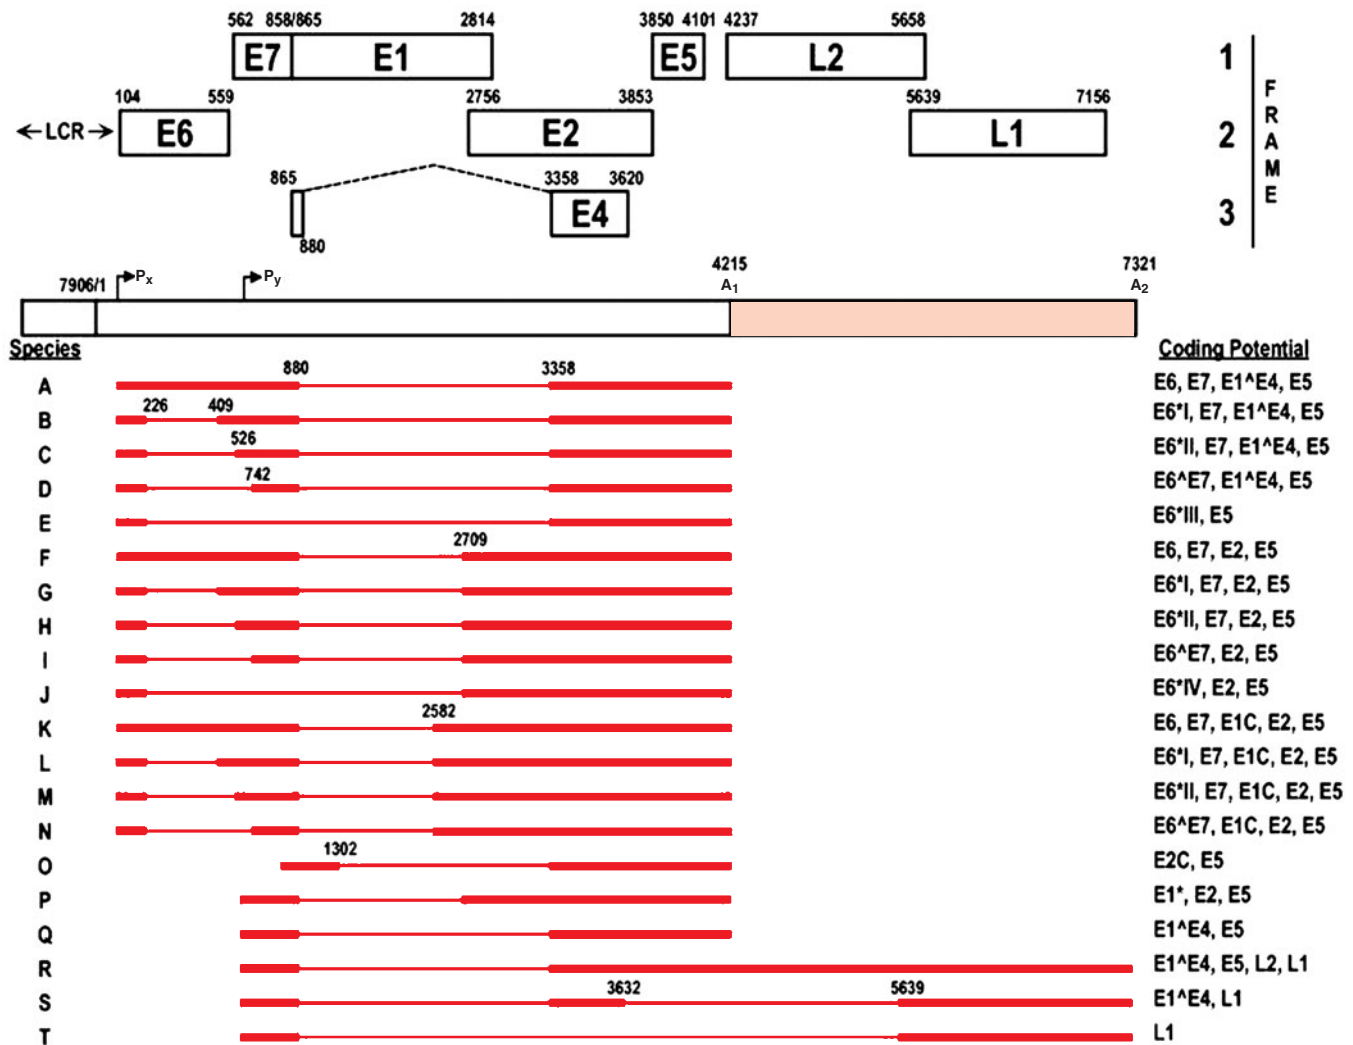 562 858/865 2814 3850 4101 4237 5658
E7 E1 E5 L2 1
104 559 2756 3853 5639 7156
←LCR→ E6 E2 L1 2
865 3358 3620
E4 3
880
FRAME
4215 7321
7906/1 Px Py A1 A2
Species Coding Potential
880 3358
A E6, E7, E1^E4, E5
226 409
B E6*I, E7, E1^E4, E5
526
C E6*II, E7, E1^E4, E5
742
D E6^E7, E1^E4, E5
E E6*III, E5
2709
F E6, E7, E2, E5
G E6*I, E7, E2, E5
H E6*II, E7, E2, E5
I E6^E7, E2, E5
J E6*IV, E2, E5
2582
K E6, E7, E1C, E2, E5
L E6*I, E7, E1C, E2, E5
M E6*II, E7, E1C, E2, E5
N E6^E7, E1C, E2, E5
1302
O E2C, E5
P E1*, E2, E5
Q E1^E4, E5
R E1^E4, E5, L2, L1
3632 5639
S E1^E4, L1
T L1